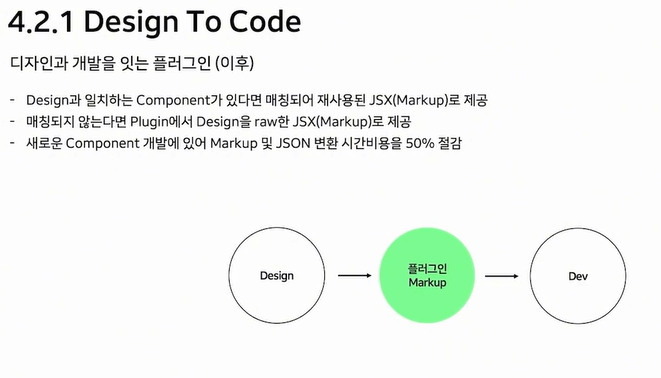 4.2.1 Design To Code
디자인과 개발을 잇는 플러그인 (이후)
- Design과 일치하는 Component가 있다면 매칭되어 재사용된 JSX(Markup)로 제공
- 매칭되지 않는다면 Plugin에서 Design을 raw한 JSX(Markup)로 제공
- 새로운 Component 개발에 있어 Markup 및 JSON 변환 시간비용을 50% 절감
Design
플러그인
Markup
Dev